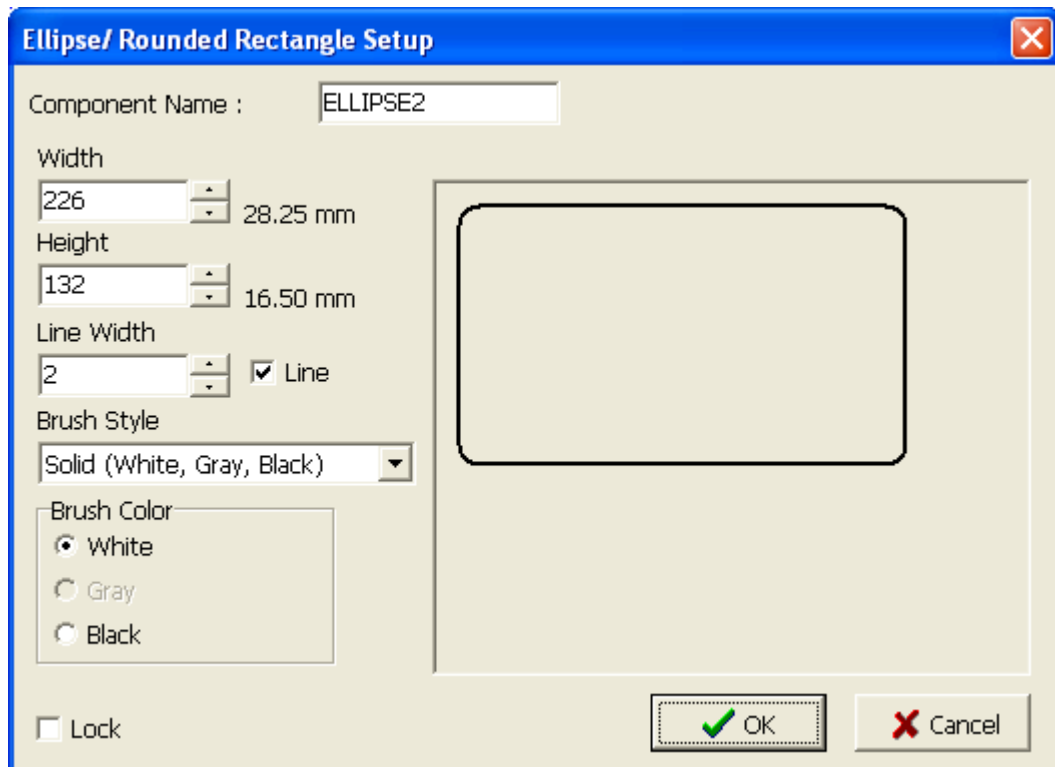 Ellipse/ Rounded Rectangle Setup
Component Name :
ELLIPSE2
Width
226
28.25 mm
Height
132
16.50 mm
Line Width
2
Line
Brush Style
Solid (White, Gray, Black)
Brush Color
White
Gray
Black
Lock
OK
Cancel